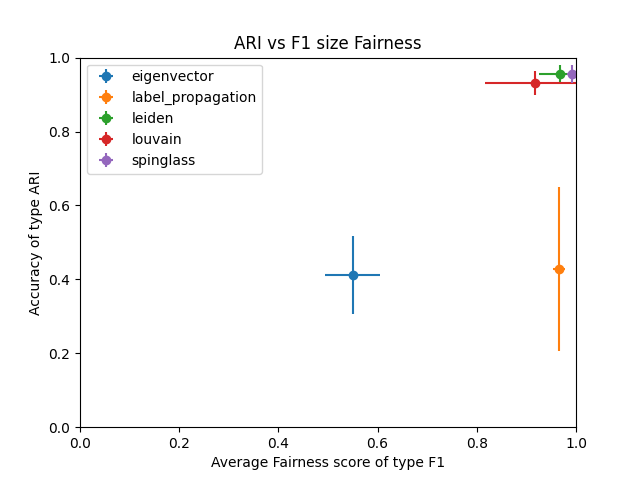 ARI vs F1 size Fairness
eigenvector
label_propagation
leiden
louvain
spinglass
1.0
0.8
0.6
0.4
0.2
0.0
Accuracy of type ARI
0.0 0.2 0.4 0.6 0.8 1.0
Average Fairness score of type F1